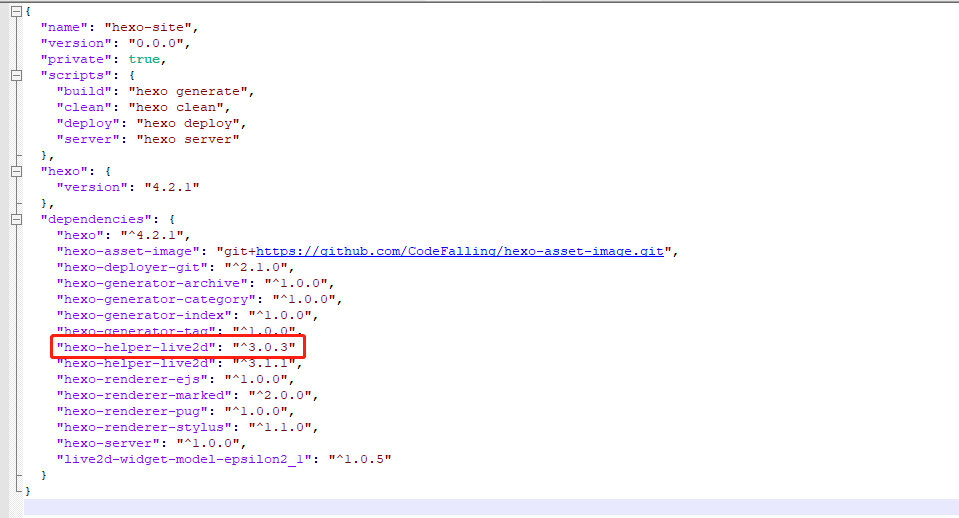 {
  "name": "hexo-site",
  "version": "0.0.0",
  "private": true,
  "scripts": {
    "build": "hexo generate",
    "clean": "hexo clean",
    "deploy": "hexo deploy",
    "server": "hexo server"
  },
  "hexo": {
    "version": "4.2.1"
  },
  "dependencies": {
    "hexo": "^4.2.1",
    "hexo-asset-image": "git+https://github.com/CodeFalling/hexo-asset-image.git",
    "hexo-deployer-git": "^2.1.0",
    "hexo-generator-archive": "^1.0.0",
    "hexo-generator-category": "^1.0.0",
    "hexo-generator-index": "^1.0.0",
    "hexo-generator-tag": "^1.0.0",
    "hexo-helper-live2d": "^3.0.3"
    "hexo-helper-live2d": "^3.1.1",
    "hexo-renderer-ejs": "^1.0.0",
    "hexo-renderer-marked": "^2.0.0",
    "hexo-renderer-pug": "^1.0.0",
    "hexo-renderer-stylus": "^1.1.0",
    "hexo-server": "^1.0.0",
    "live2d-widget-model-epsilon2_1": "^1.0.5"
  }
}